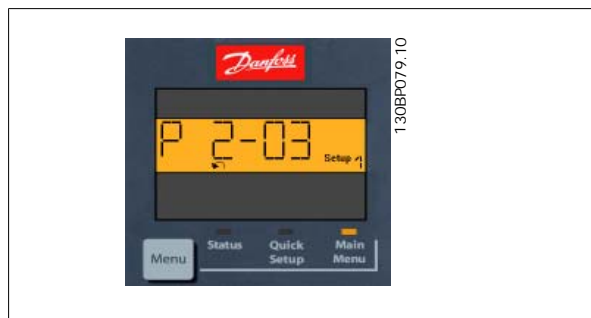 Danfoss
130BP079.10
P 2-03
Setup 1
Menu
Status
Quick Setup
Main Menu